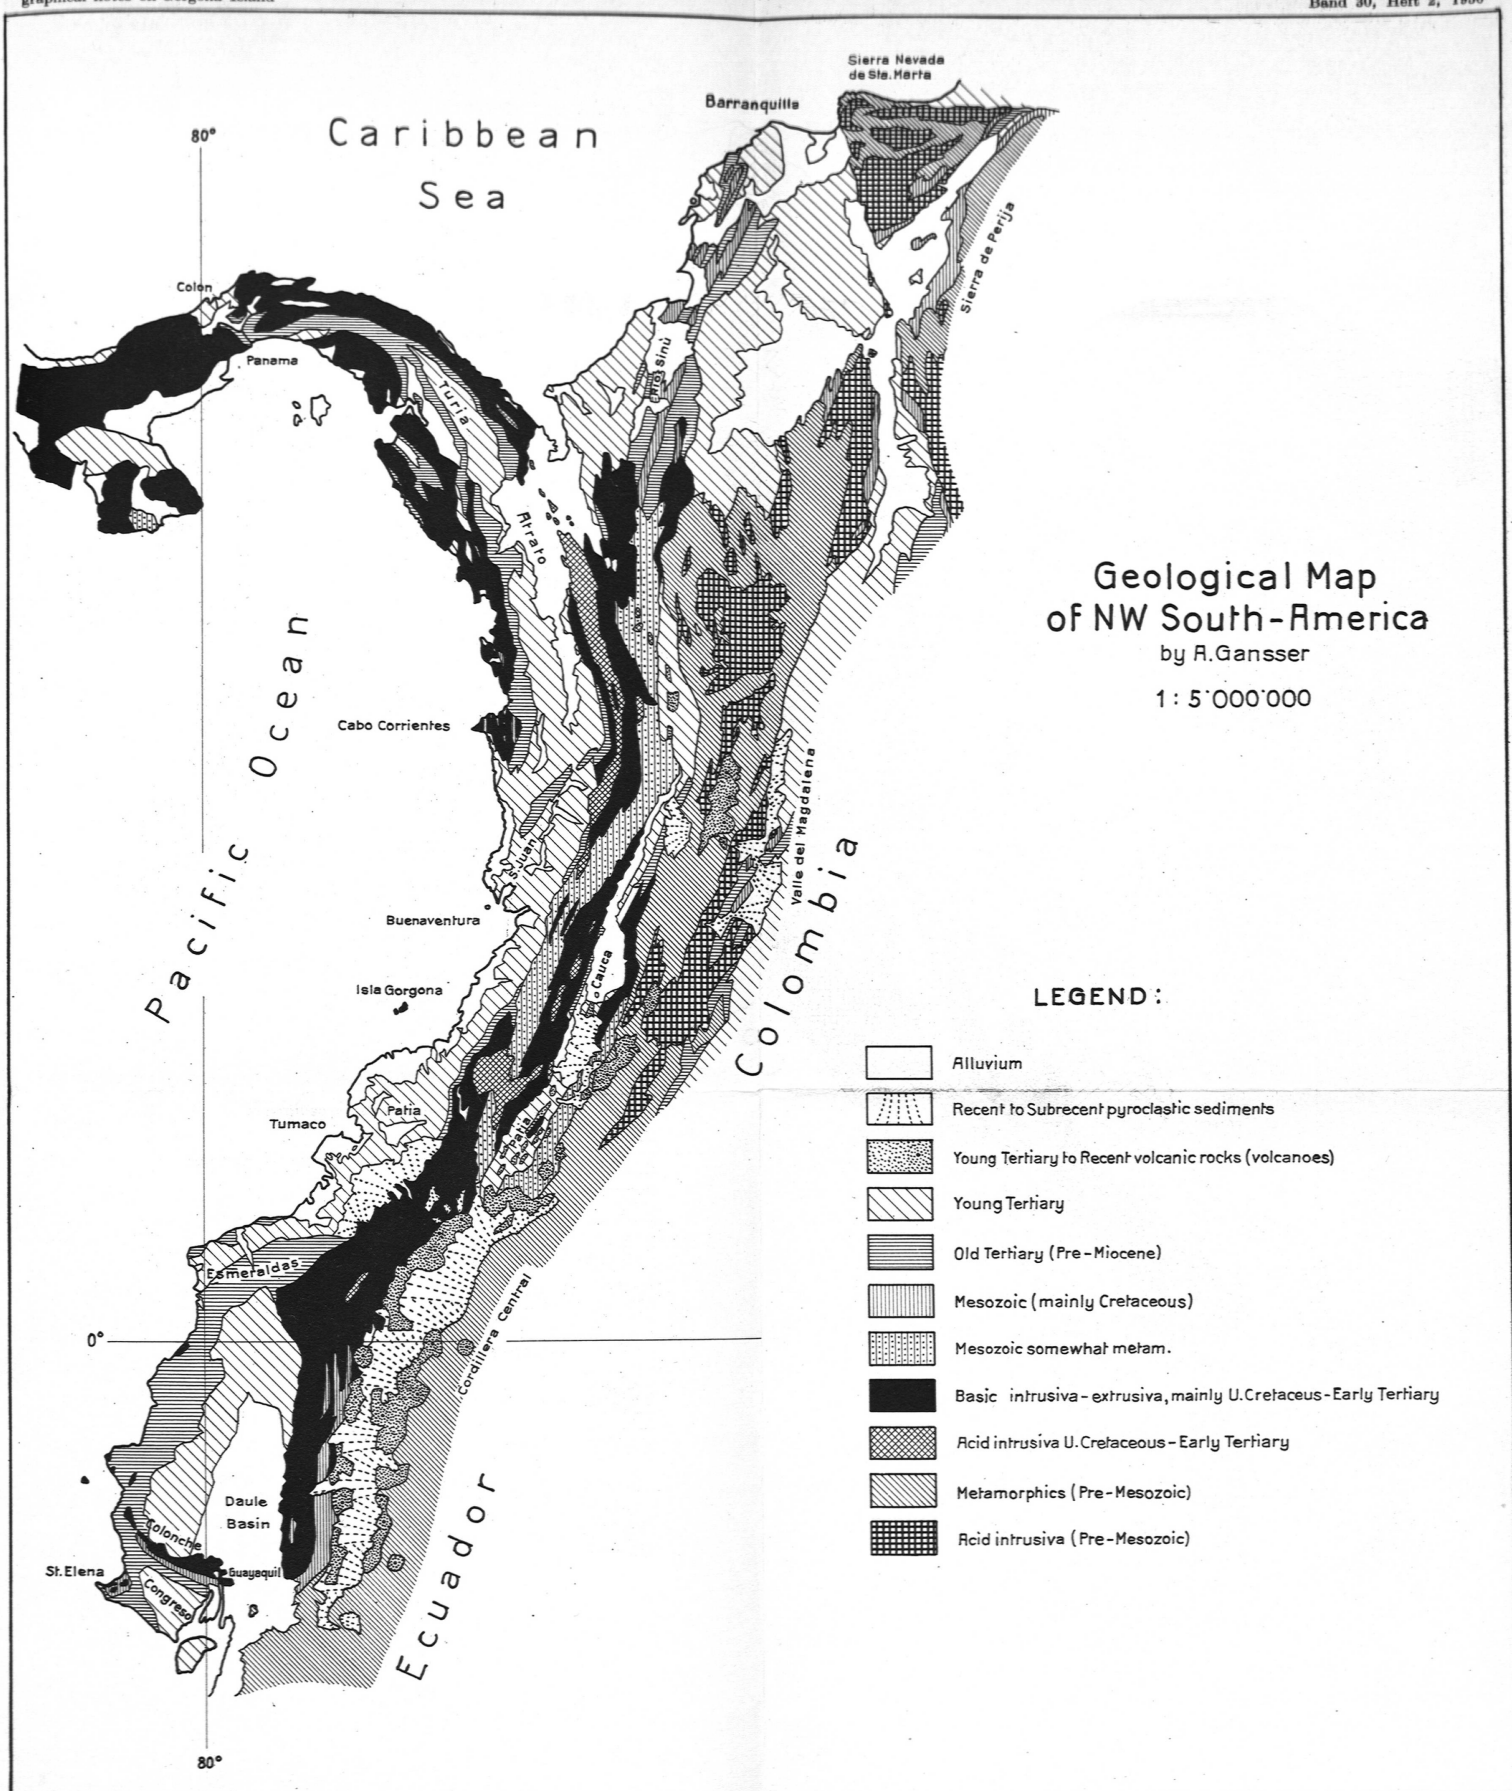 Band 30, Heft 2, 1950
Sierra Nevada
de Sta. Marta
Barranquilla
80°
Caribbean
Sea
Sierra de Perija
Colon
Panama
Rio Sinù
Turia
Atrato
Geological Map
of NW South-America
by A. Gansser
1 : 5'000'000
Pacific Ocean
Cabo Corrientes
Valle del Magdalena
S. Juan
Colombia
Buenaventura
Cauca
Isla Gorgona
LEGEND:
Alluvium
Recent to Subrecent pyroclastic sediments
Young Tertiary to Recent volcanic rocks (volcanoes)
Young Tertiary
Old Tertiary (Pre-Miocene)
Mesozoic (mainly Cretaceous)
Mesozoic somewhat metam.
Basic intrusiva-extrusiva, mainly U.Cretaceus-Early Tertiary
Acid intrusiva U.Cretaceous-Early Tertiary
Metamorphics (Pre-Mesozoic)
Acid intrusiva (Pre-Mesozoic)
Patia
Tumaco
Patia
Esmeraldas
0°
Cordillera Central
Daule
Basin
Colonche
St. Elena
Guayaquil
Congreso
Ecuador
80°